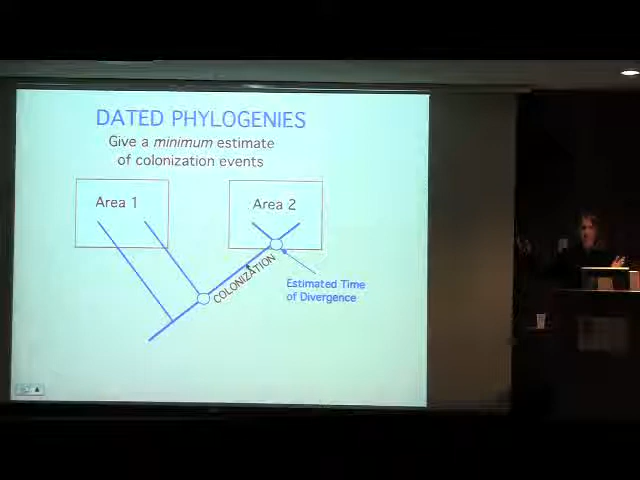 DATED PHYLOGENIES
Give a minimum estimate
of colonization events
Area 1
Area 2
COLONIZATION
Estimated Time
of Divergence